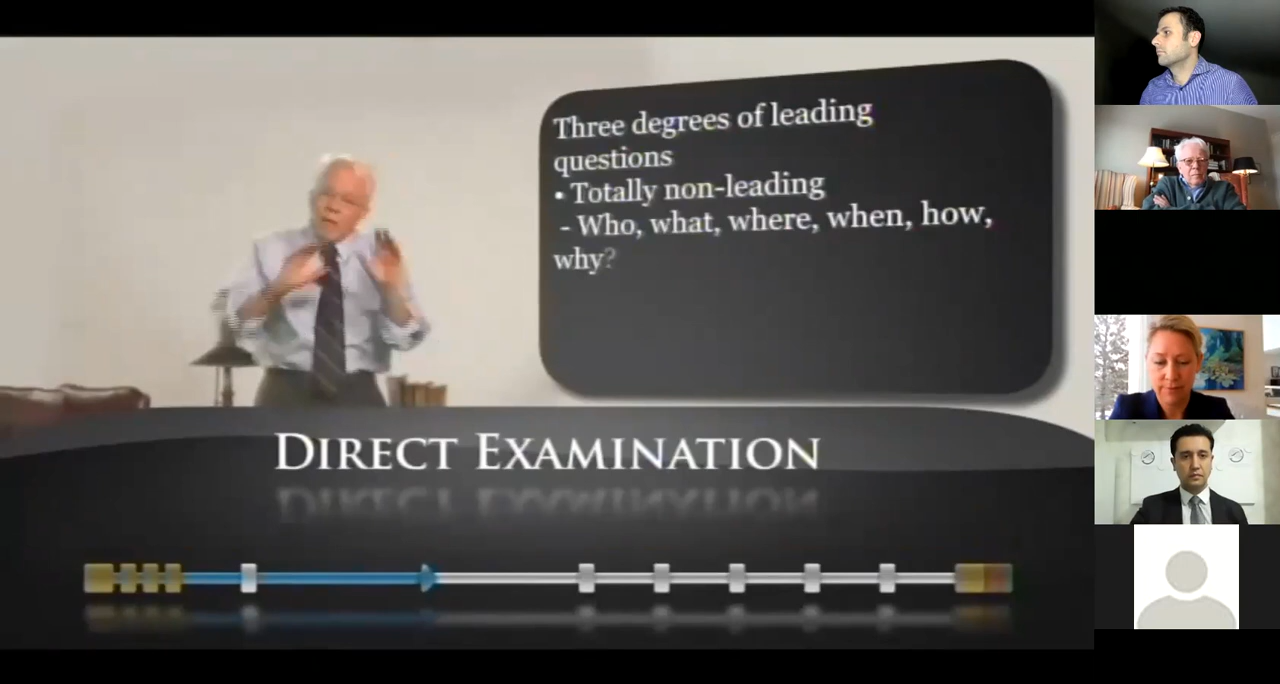 Three degrees of leading
questions
• Totally non-leading
- Who, what, where, when, how,
why?
DIRECT EXAMINATION